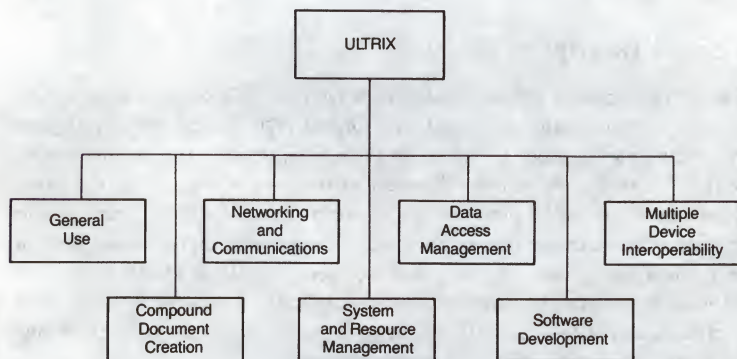 ULTRIX
General
Use
Networking
and
Communications
Data
Access
Management
Multiple
Device
Interoperability
Compound
Document
Creation
System
and Resource
Management
Software
Development